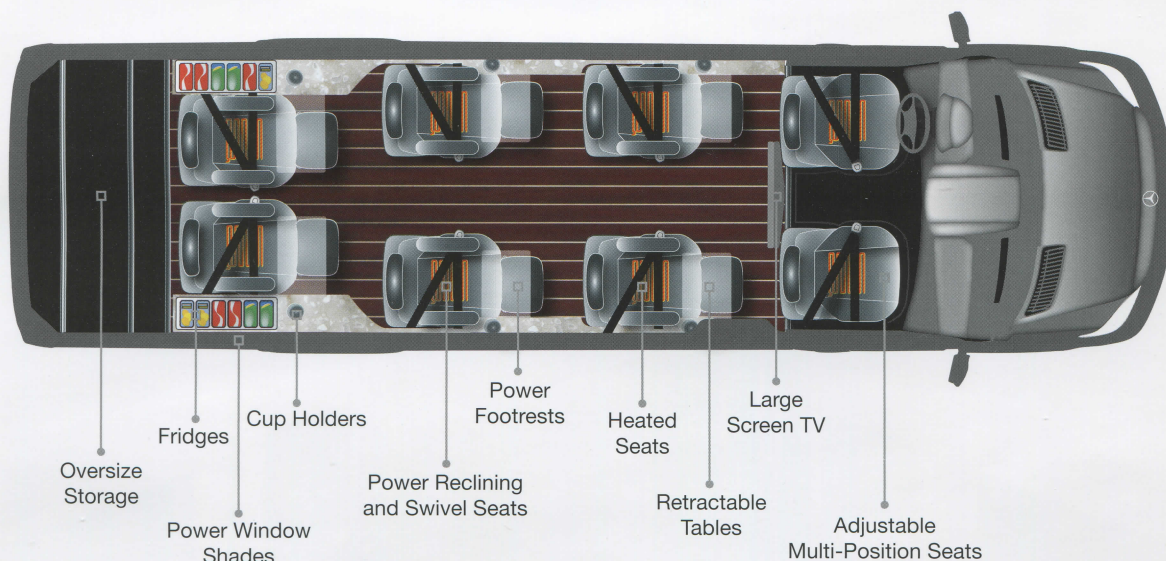 Fridges
Cup Holders
Power
Footrests
Heated
Seats
Large
Screen TV
Oversize
Storage
Power Reclining
and Swivel Seats
Retractable
Tables
Power Window
Shades
Adjustable
Multi-Position Seats